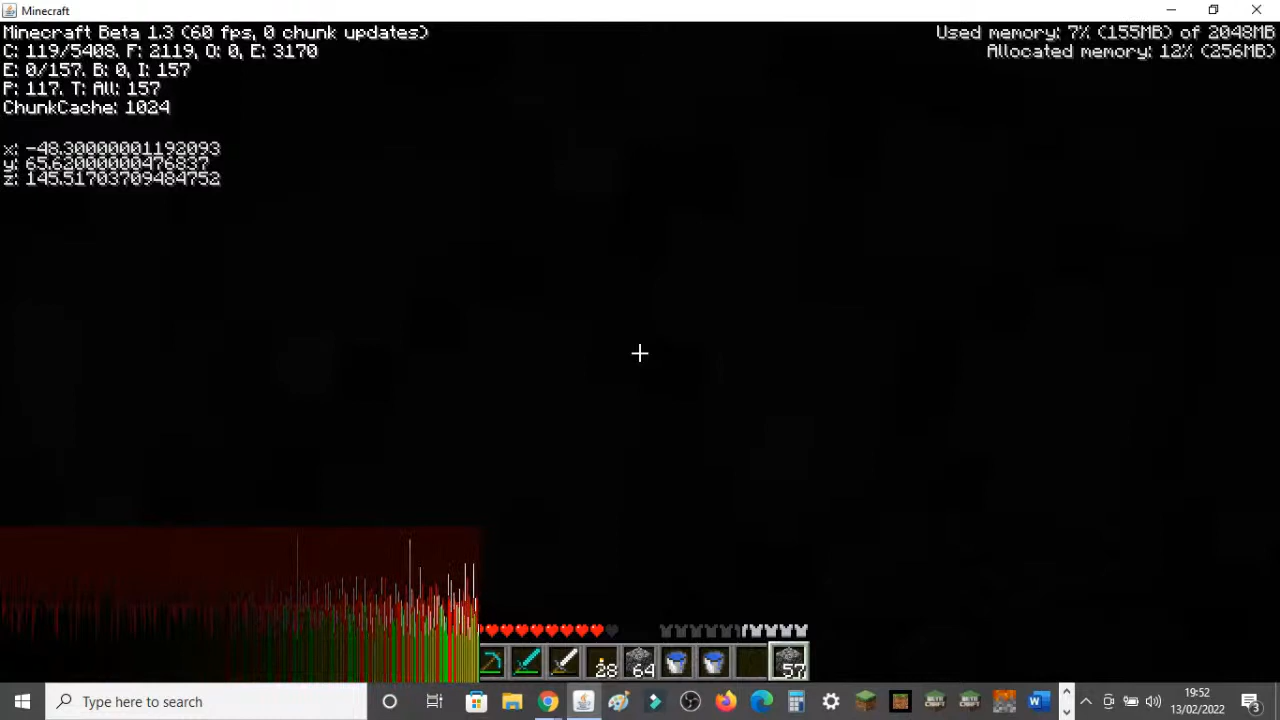 Minecraft
Minecraft Beta 1.3 (60 fps, 0 chunk updates)
C: 119/5408. F: 2119, O: 0, E: 3170
E: 0/157. B: 0, I: 157
P: 117. T: All: 157
ChunkCache: 1024
x: -48.30000001192093
y: 65.62000000476837
z: 145.51703709484752
Used memory: 7% (155MB) of 2048MB
Allocated memory: 12% (256MB)
28 64 57
Type here to search
19:52
13/02/2022
3